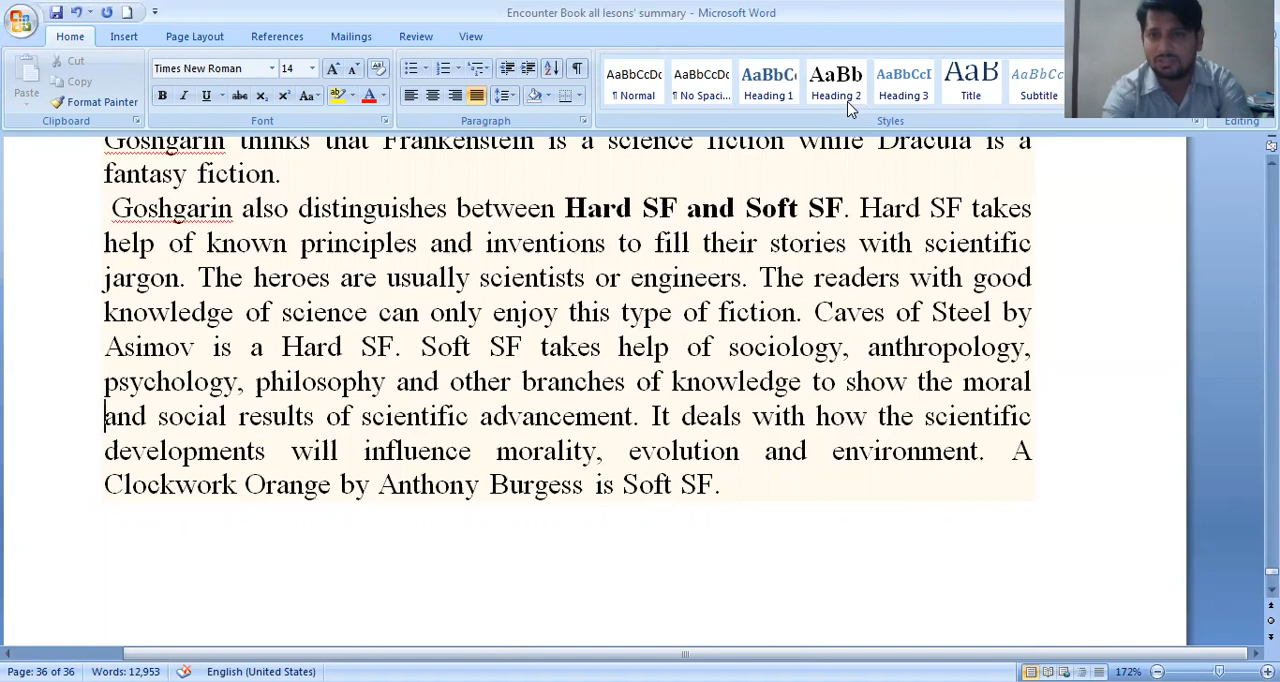 Encounter Book all lesons' summary - Microsoft Word
Home Insert Page Layout References Mailings Review View
Cut
Copy
Paste
Format Painter
Clipboard
Times New Roman 14
Font
Paragraph
AaBbCcDc AaBbCcDc AaBbC AaBb AaBbCcI AaB AaBbCc
¶ Normal ¶ No Spaci... Heading 1 Heading 2 Heading 3 Title Subtitle
Styles
Editing
Goshgarin thinks that Frankenstein is a science fiction while Dracula is a
fantasy fiction.
Goshgarin also distinguishes between Hard SF and Soft SF. Hard SF takes
help of known principles and inventions to fill their stories with scientific
jargon. The heroes are usually scientists or engineers. The readers with good
knowledge of science can only enjoy this type of fiction. Caves of Steel by
Asimov is a Hard SF. Soft SF takes help of sociology, anthropology,
psychology, philosophy and other branches of knowledge to show the moral
and social results of scientific advancement. It deals with how the scientific
developments will influence morality, evolution and environment. A
Clockwork Orange by Anthony Burgess is Soft SF.
Page: 36 of 36 Words: 12,953 English (United States) 172%